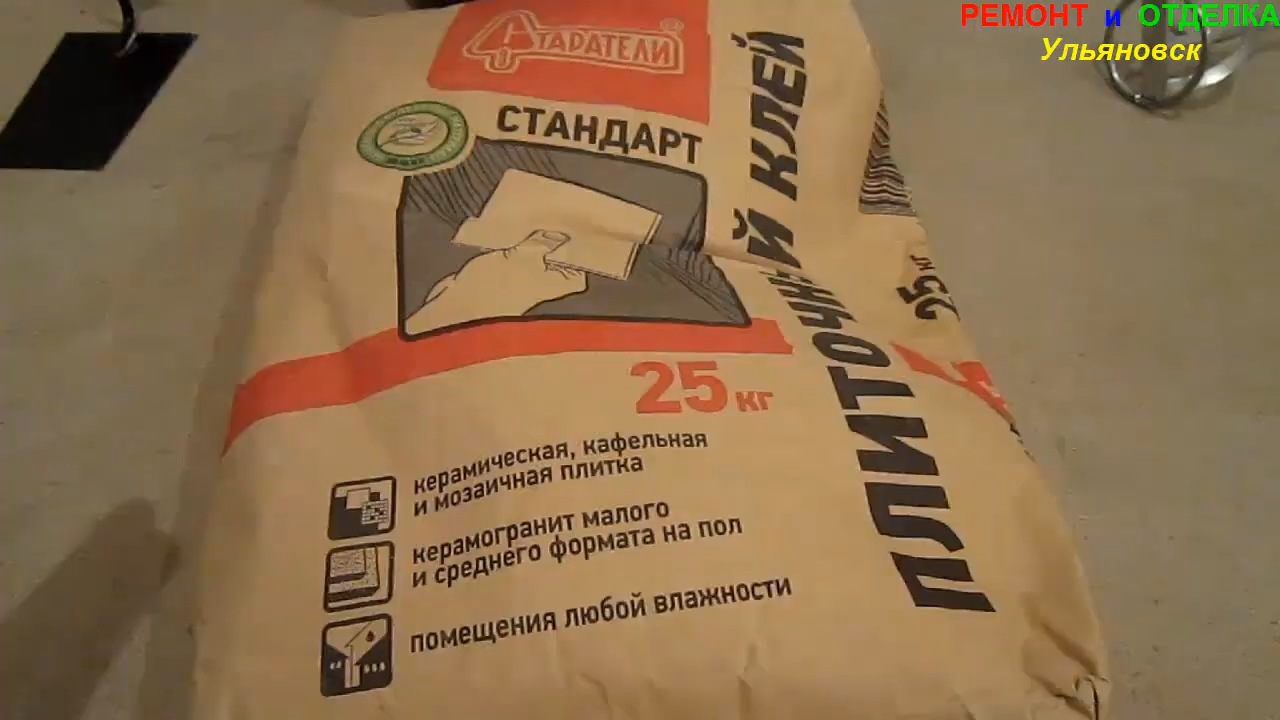 РЕМОНТ и ОТДЕЛКА
Ульяновск
СТАРАТЕЛИ®
СТАНДАРТ
ПЛИТОЧНЫЙ КЛЕЙ
25 кг
25 кг
керамическая, кафельная
и мозаичная плитка
керамогранит малого
и среднего формата на пол
помещения любой влажности